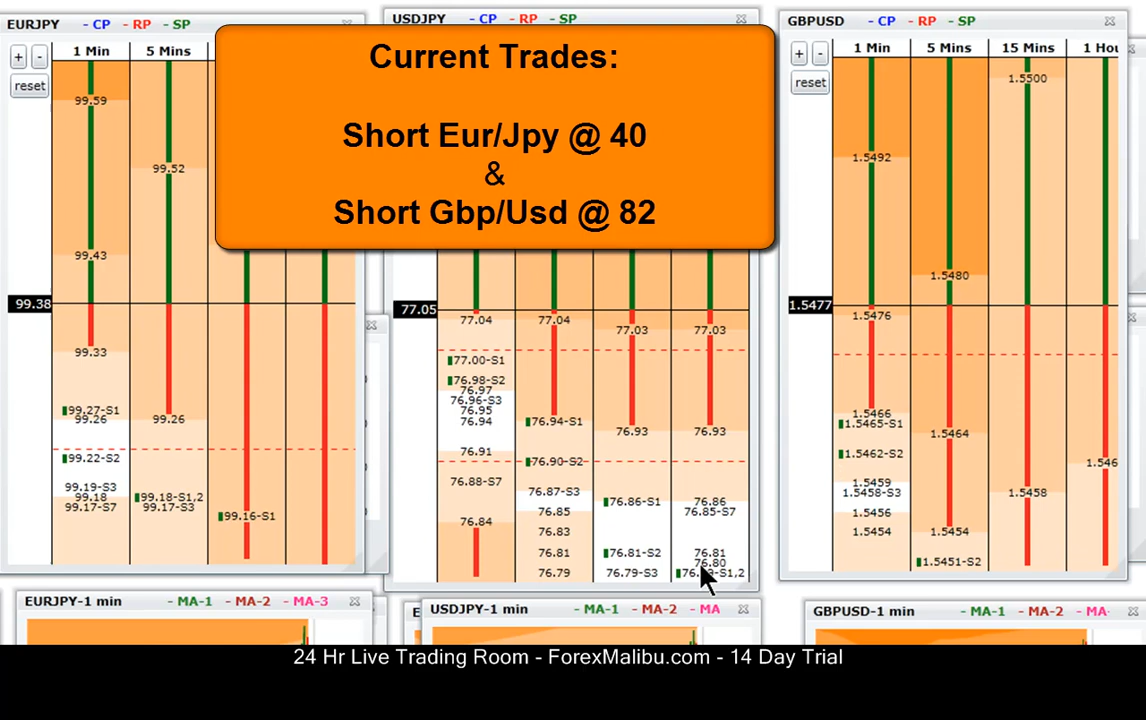 EURJPY - CP - RP - SP
USDJPY - CP - RP - SP
GBPUSD - CP - RP - SP
1 Min 5 Mins
1 Min 5 Mins 15 Mins 1 Hou
+ -
reset
+ -
reset
Current Trades:
Short Eur/Jpy @ 40
&
Short Gbp/Usd @ 82
99.59
99.52
99.43
99.38
99.33
99.27-S1
99.26
99.26
99.22-S2
99.19-S3
99.18
99.17-S7
99.18-S1,2
99.17-S3
99.16-S1
77.05
77.04
77.04
77.03
77.03
77.00-S1
76.98-S2
76.97
76.96-S3
76.95
76.94
76.94-S1
76.93
76.93
76.91
76.90-S2
76.88-S7
76.87-S3
76.86-S1
76.86
76.85
76.85-S7
76.84
76.83
76.81
76.81-S2
76.81
76.80
76.79
76.79-S3
1.5500
1.5492
1.5480
1.5477
1.5476
1.5466
1.5465-S1
1.5464
1.5462-S2
1.546
1.5459
1.5458-S3
1.5458
1.5456
1.5454
1.5454
1.5451-S2
EURJPY-1 min - MA-1 - MA-2 - MA-3
E
USDJPY-1 min - MA-1 - MA-2 - MA
GBPUSD-1 min - MA-1 - MA-2 - MA
24 Hr Live Trading Room - ForexMalibu.com - 14 Day Trial